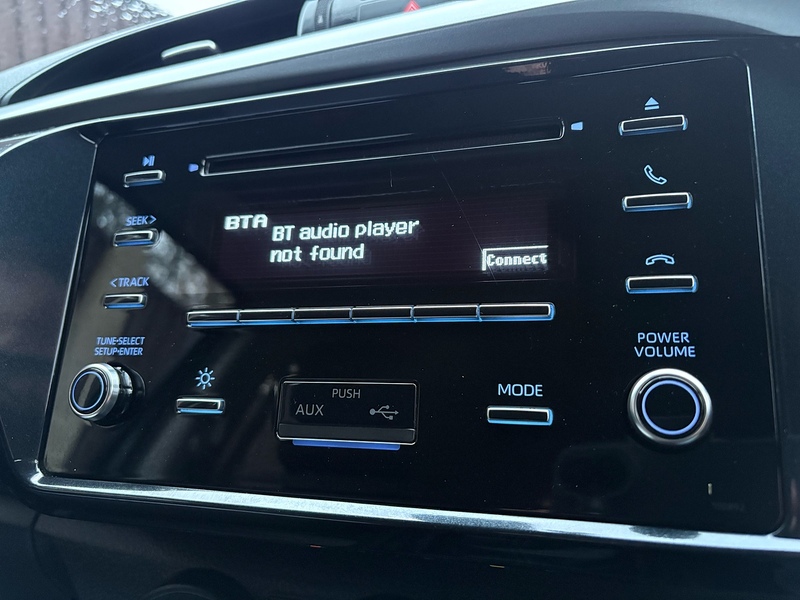 SEEK>
<TRACK
TUNE•SELECT
SETUP•ENTER
BTA
BT audio player
not found
Connect
PUSH
AUX
MODE
POWER
VOLUME